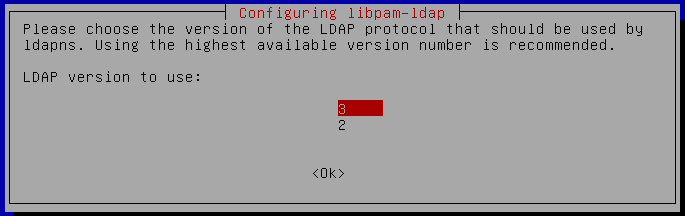 Configuring libpam-ldap
Please choose the version of the LDAP protocol that should be used by
ldapns. Using the highest available version number is recommended.
LDAP version to use:
3
2
<Ok>